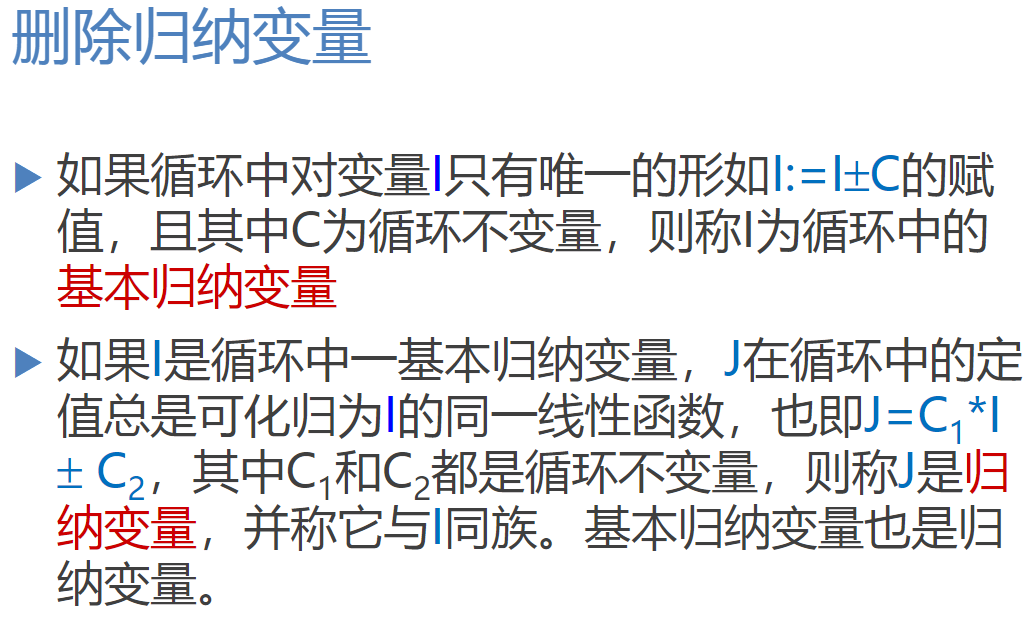 删除归纳变量
如果循环中对变量I只有唯一的形如I:=I±C的赋
值，且其中C为循环不变量，则称I为循环中的
基本归纳变量
如果I是循环中一基本归纳变量，J在循环中的定
值总是可化归为I的同一线性函数，也即J=C₁*I
± C₂，其中C₁和C₂都是循环不变量，则称J是归
纳变量，并称它与I同族。基本归纳变量也是归
纳变量。